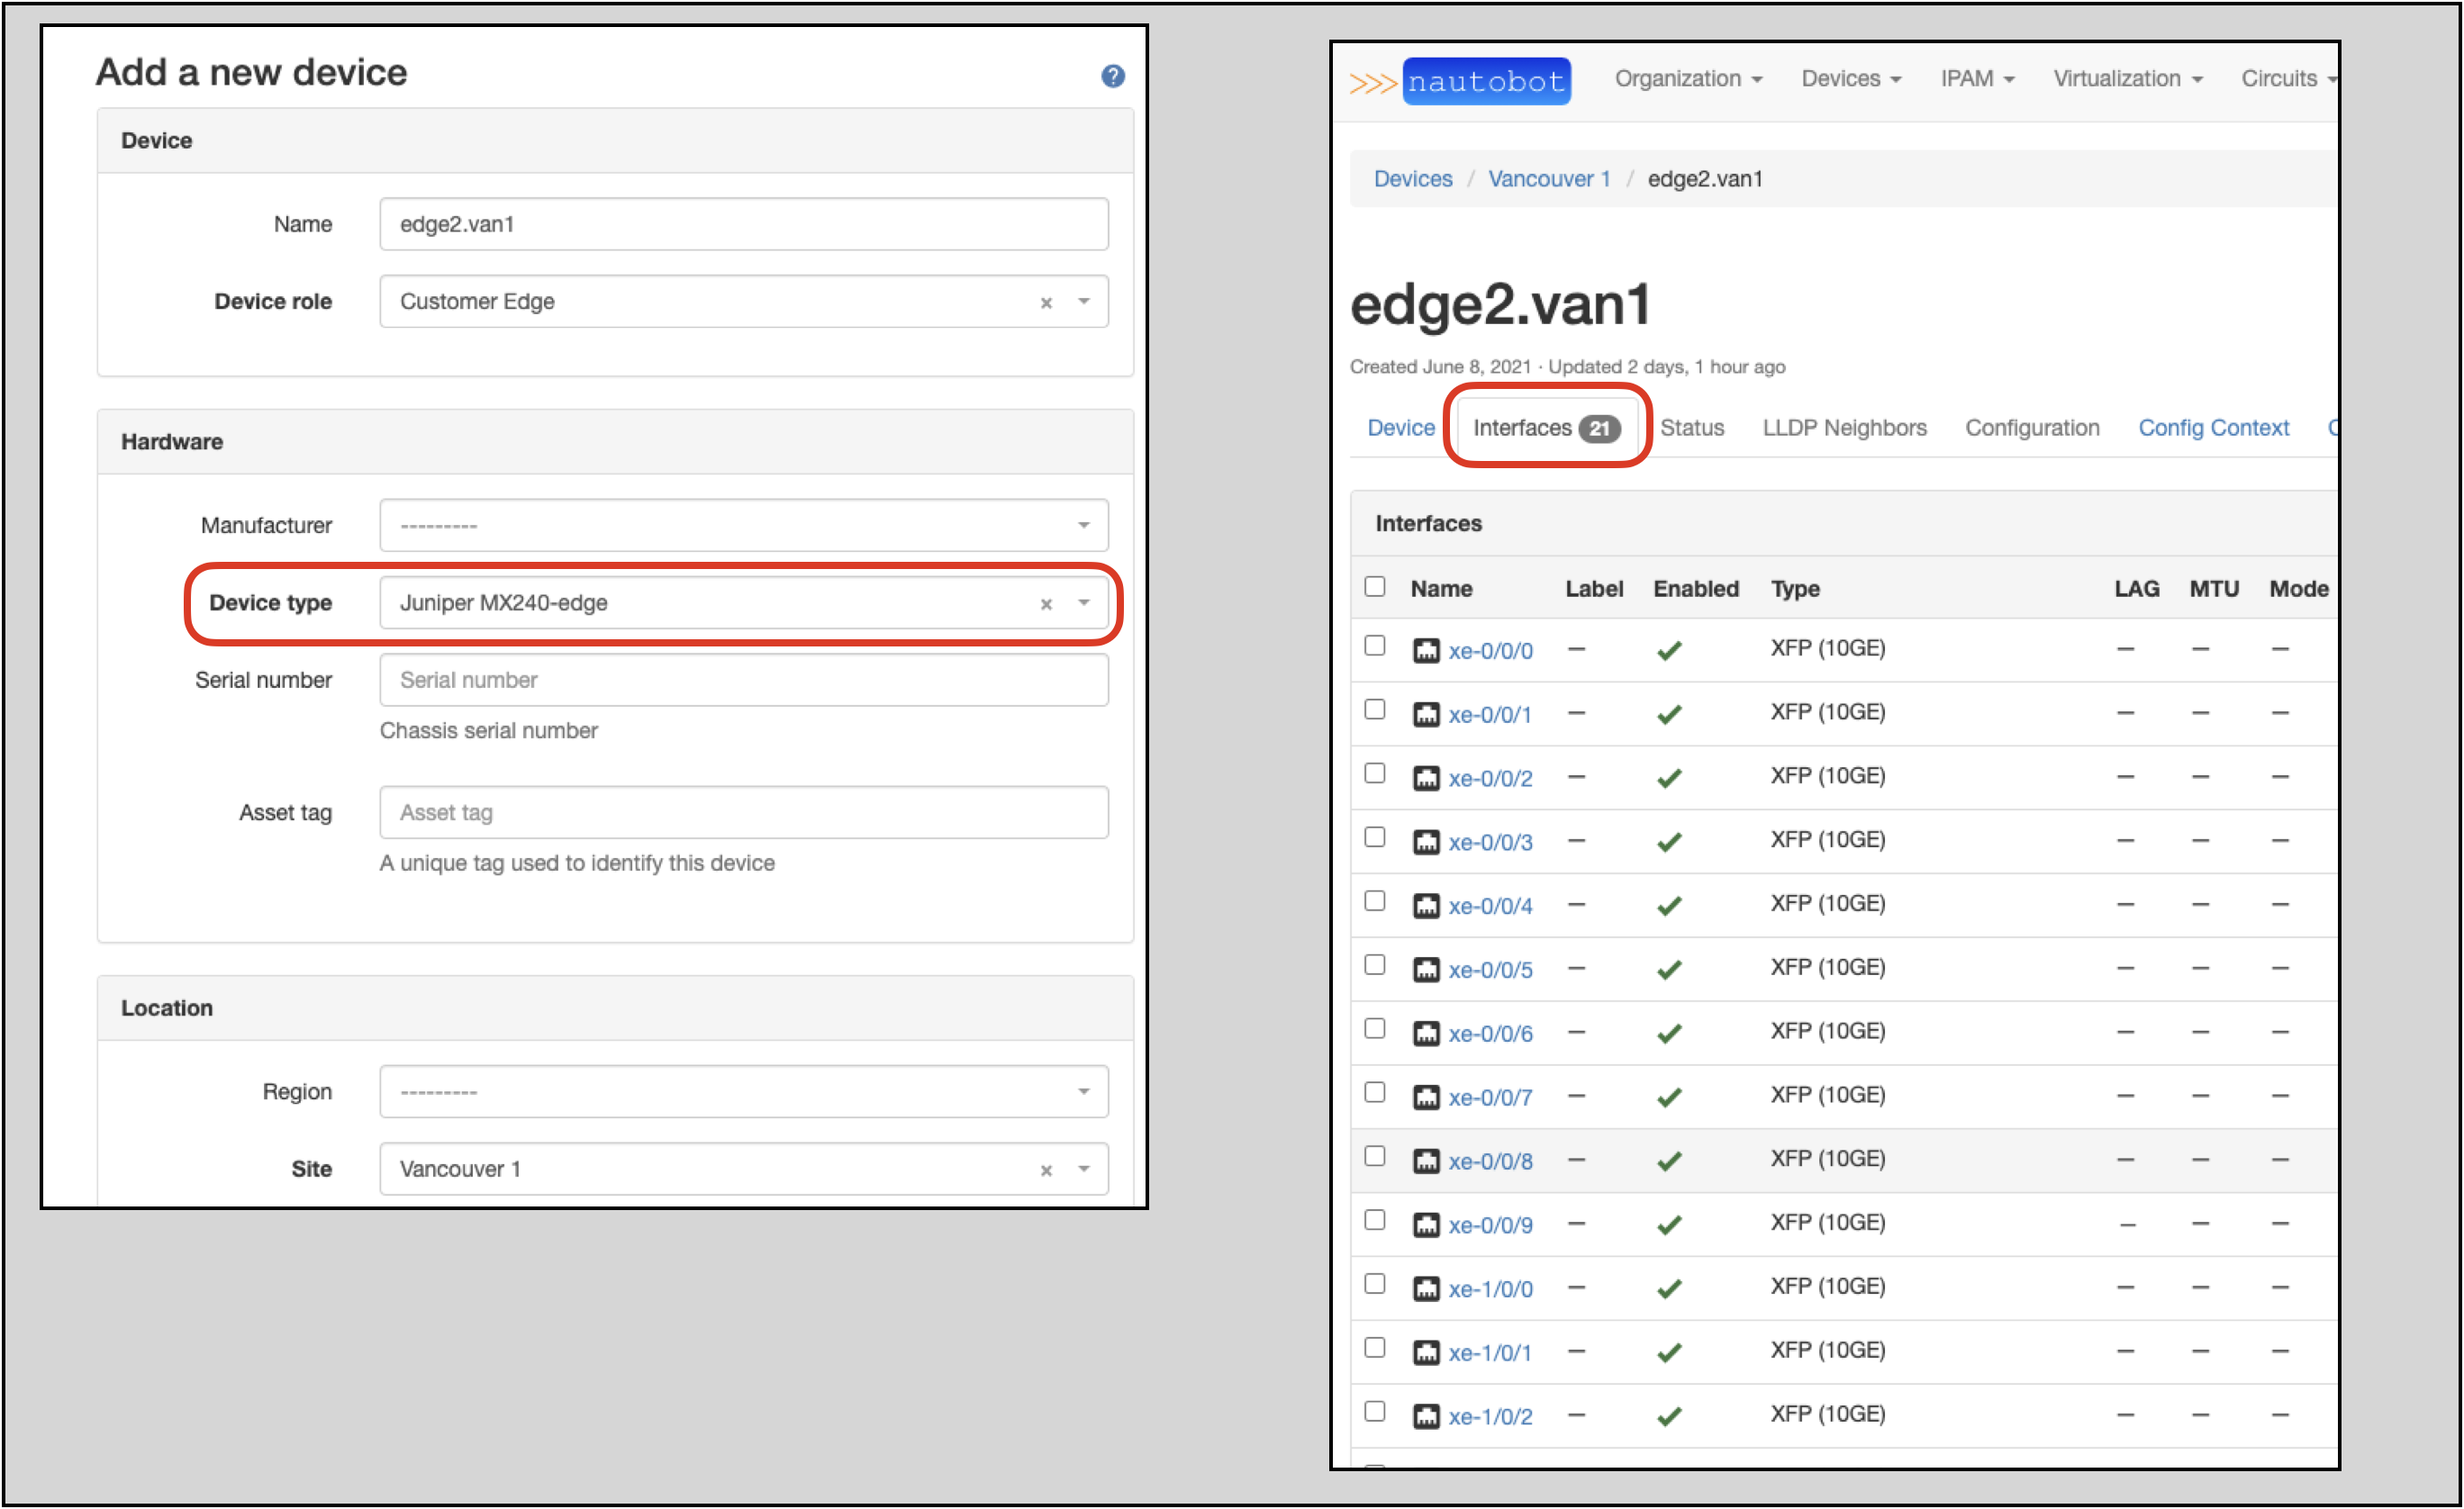 Add a new device
?
Device
Name edge2.van1
Device role Customer Edge × 
Hardware
Manufacturer ---------
Device type Juniper MX240-edge ×
Serial number Serial number
Chassis serial number
Asset tag Asset tag
A unique tag used to identify this device
Location
Region ---------
Site Vancouver 1 ×
>>> nautobot Organization Devices IPAM Virtualization Circuits
Devices / Vancouver 1 / edge2.van1
edge2.van1
Created June 8, 2021 · Updated 2 days, 1 hour ago
Device Interfaces 21 Status LLDP Neighbors Configuration Config Context
Interfaces
Name Label Enabled Type LAG MTU Mode
xe-0/0/0 — XFP (10GE) — — —
xe-0/0/1 — XFP (10GE) — — —
xe-0/0/2 — XFP (10GE) — — —
xe-0/0/3 — XFP (10GE) — — —
xe-0/0/4 — XFP (10GE) — — —
xe-0/0/5 — XFP (10GE) — — —
xe-0/0/6 — XFP (10GE) — — —
xe-0/0/7 — XFP (10GE) — — —
xe-0/0/8 — XFP (10GE) — — —
xe-0/0/9 — XFP (10GE) — — —
xe-1/0/0 — XFP (10GE) — — —
xe-1/0/1 — XFP (10GE) — — —
xe-1/0/2 — XFP (10GE) — — —